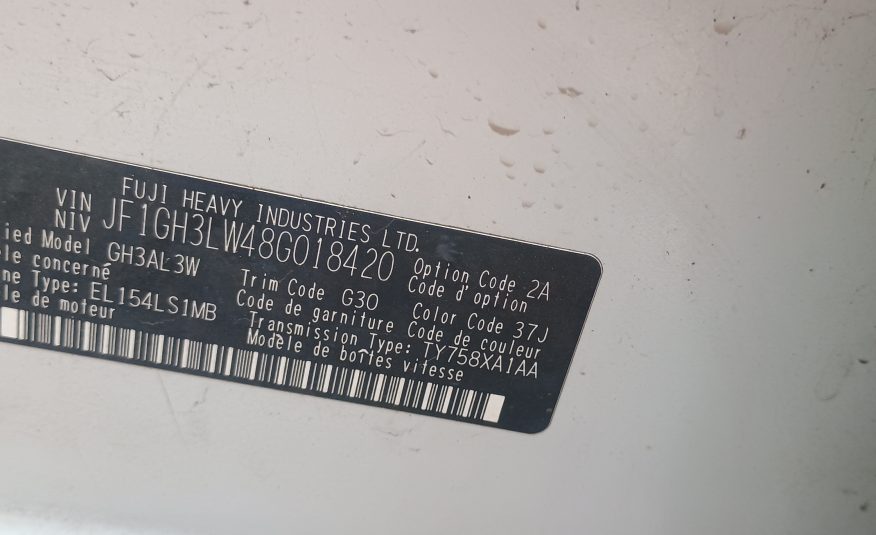 FUJI HEAVY INDUSTRIES LTD.
VIN
NIV JF1GH3LW48G018420
ied Model GH3AL3W
le concerné
Trim Code G30
Code de garniture
Option Code 2A
Code d'option
ne Type: EL154LS1MB
le de moteur
Color Code 37J
Code de couleur
Transmission Type: TY758XA1AA
Modèle de boîtes vitesse